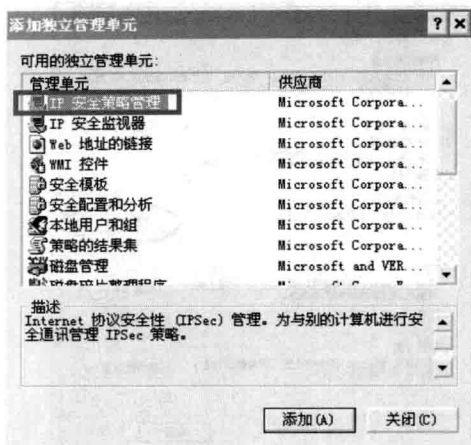 添加独立管理单元
可用的独立管理单元:
管理单元 供应商
IP 安全策略管理 Microsoft Corpora...
IP 安全监视器 Microsoft Corpora...
Web 地址的链接 Microsoft Corpora...
WMI 控件 Microsoft Corpora...
安全模板 Microsoft Corpora...
安全配置和分析 Microsoft Corpora...
本地用户和组 Microsoft Corpora...
策略的结果集 Microsoft Corpora...
磁盘管理 Microsoft and VER...
描述
Internet 协议安全性 (IPSec) 管理。为与别的计算机进行安
全通讯管理 IPSec 策略。
添加(A) 关闭(C)